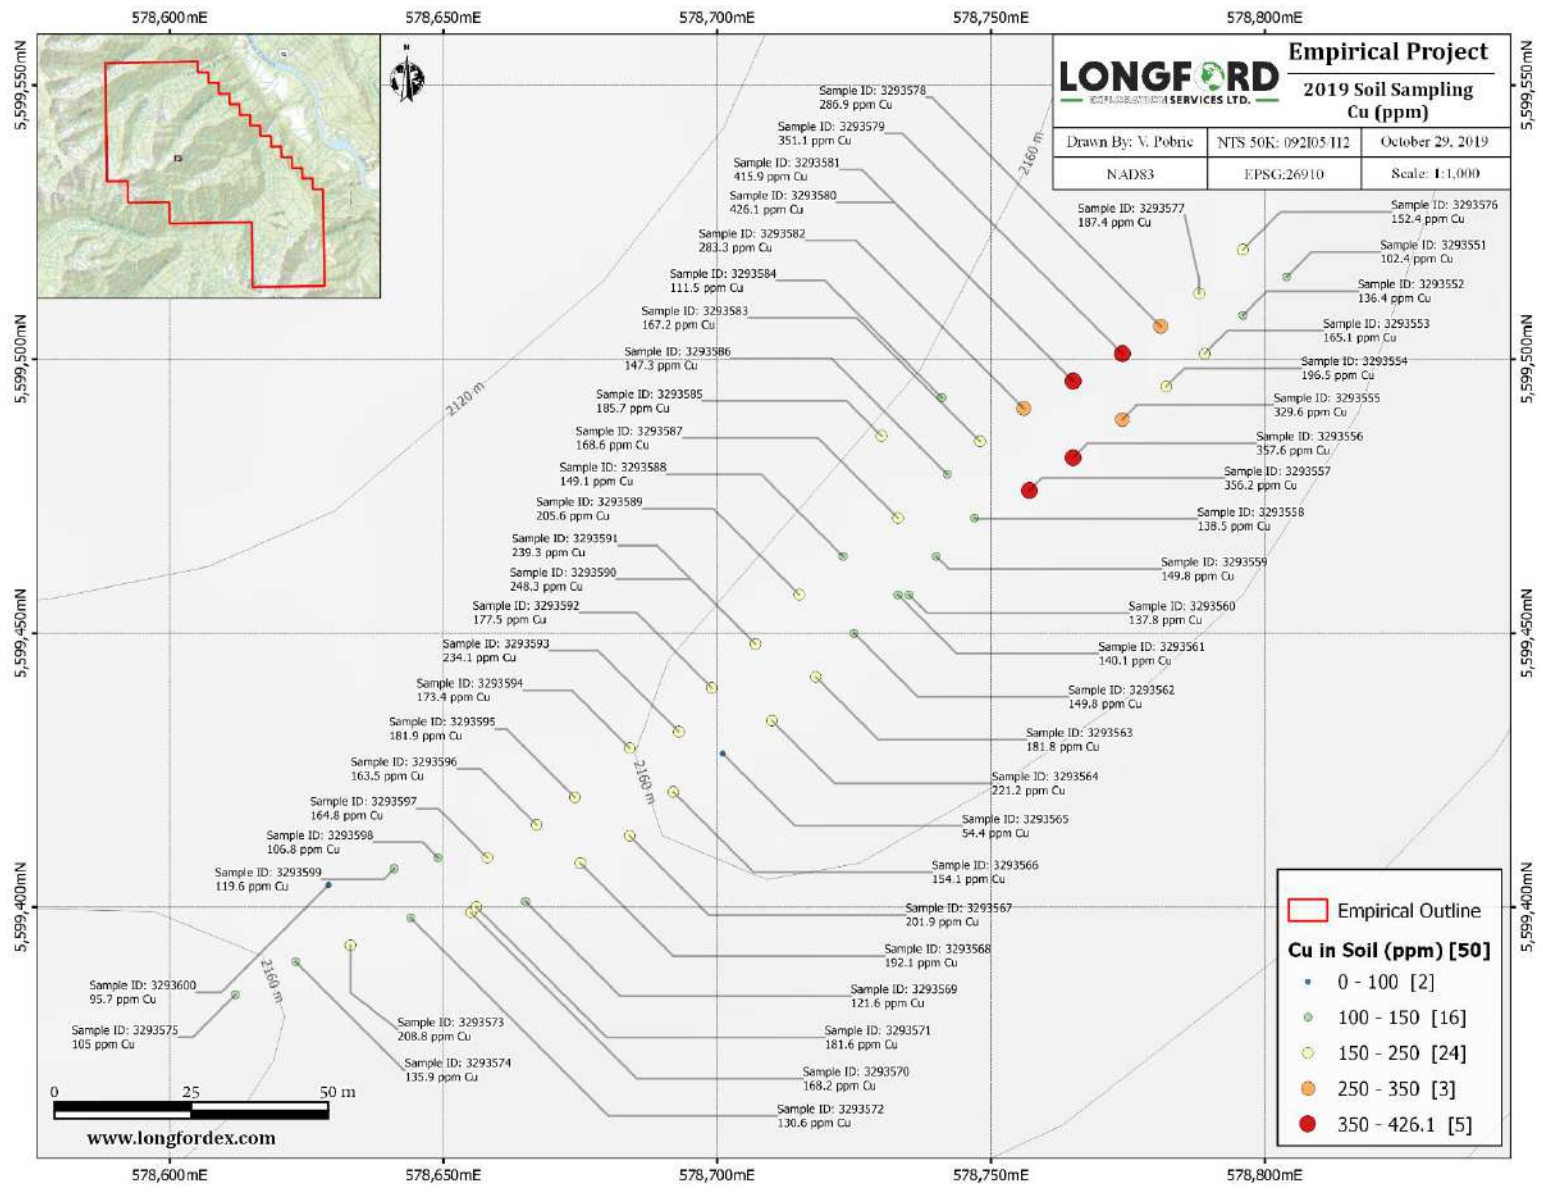 578,600mE
578,650mE
578,700mE
578,750mE
578,800mE
5,599,550mN
5,599,500mN
5,599,450mN
5,599,400mN
5,599,550mN
5,599,500mN
5,599,450mN
5,599,400mN
N
LONGFORD
EXPLORATION SERVICES LTD.
Empirical Project
2019 Soil Sampling
Cu (ppm)
Drawn By: V. Pobric
NTS 50K: 092I05/I12
October 29, 2019
NAD83
EPSG:26910
Scale: 1:1,000
Sample ID: 3293578
286.9 ppm Cu
Sample ID: 3293579
351.1 ppm Cu
Sample ID: 3293581
415.9 ppm Cu
Sample ID: 3293580
426.1 ppm Cu
Sample ID: 3293582
283.3 ppm Cu
Sample ID: 3293584
111.5 ppm Cu
Sample ID: 3293583
167.2 ppm Cu
Sample ID: 3293586
147.3 ppm Cu
Sample ID: 3293585
185.7 ppm Cu
Sample ID: 3293587
168.6 ppm Cu
Sample ID: 3293588
149.1 ppm Cu
Sample ID: 3293589
205.6 ppm Cu
Sample ID: 3293591
239.3 ppm Cu
Sample ID: 3293590
248.3 ppm Cu
Sample ID: 3293592
177.5 ppm Cu
Sample ID: 3293593
234.1 ppm Cu
Sample ID: 3293594
173.4 ppm Cu
Sample ID: 3293595
181.9 ppm Cu
Sample ID: 3293596
163.5 ppm Cu
Sample ID: 3293597
164.8 ppm Cu
Sample ID: 3293598
106.8 ppm Cu
Sample ID: 3293599
119.6 ppm Cu
Sample ID: 3293600
95.7 ppm Cu
Sample ID: 3293575
105 ppm Cu
Sample ID: 3293577
187.4 ppm Cu
Sample ID: 3293576
152.4 ppm Cu
Sample ID: 3293551
102.4 ppm Cu
Sample ID: 3293552
136.4 ppm Cu
Sample ID: 3293553
165.1 ppm Cu
Sample ID: 3293554
196.5 ppm Cu
Sample ID: 3293555
329.6 ppm Cu
Sample ID: 3293556
357.6 ppm Cu
Sample ID: 3293557
356.2 ppm Cu
Sample ID: 3293558
138.5 ppm Cu
Sample ID: 3293559
149.8 ppm Cu
Sample ID: 3293560
137.8 ppm Cu
Sample ID: 3293561
140.1 ppm Cu
Sample ID: 3293562
149.8 ppm Cu
Sample ID: 3293563
181.8 ppm Cu
Sample ID: 3293564
221.2 ppm Cu
Sample ID: 3293565
54.4 ppm Cu
Sample ID: 3293566
154.1 ppm Cu
Sample ID: 3293567
201.9 ppm Cu
Sample ID: 3293568
192.1 ppm Cu
Sample ID: 3293569
121.6 ppm Cu
Sample ID: 3293571
181.6 ppm Cu
Sample ID: 3293570
168.2 ppm Cu
Sample ID: 3293572
130.6 ppm Cu
Sample ID: 3293573
208.8 ppm Cu
Sample ID: 3293574
135.9 ppm Cu
2160 m
2120 m
2160 m
2160 m
0 25 50 m
www.longfordex.com
Empirical Outline
Cu in Soil (ppm) [50]
0 - 100 [2]
100 - 150 [16]
150 - 250 [24]
250 - 350 [3]
350 - 426.1 [5]
578,600mE
578,650mE
578,700mE
578,750mE
578,800mE